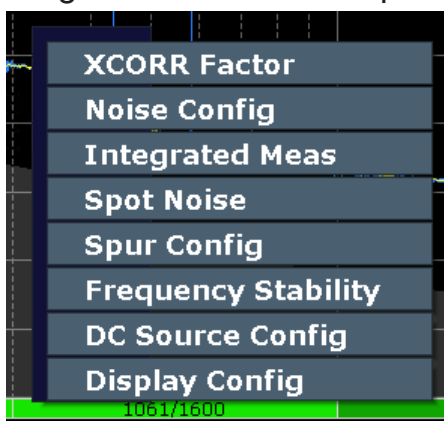 XCORR Factor
Noise Config
Integrated Meas
Spot Noise
Spur Config
Frequency Stability
DC Source Config
Display Config
1061/1600